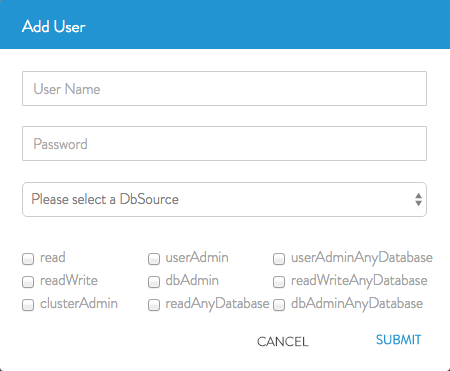 Add User
User Name
Password
Please select a DbSource
read userAdmin userAdminAnyDatabase
readWrite dbAdmin readWriteAnyDatabase
clusterAdmin readAnyDatabase dbAdminAnyDatabase
CANCEL SUBMIT